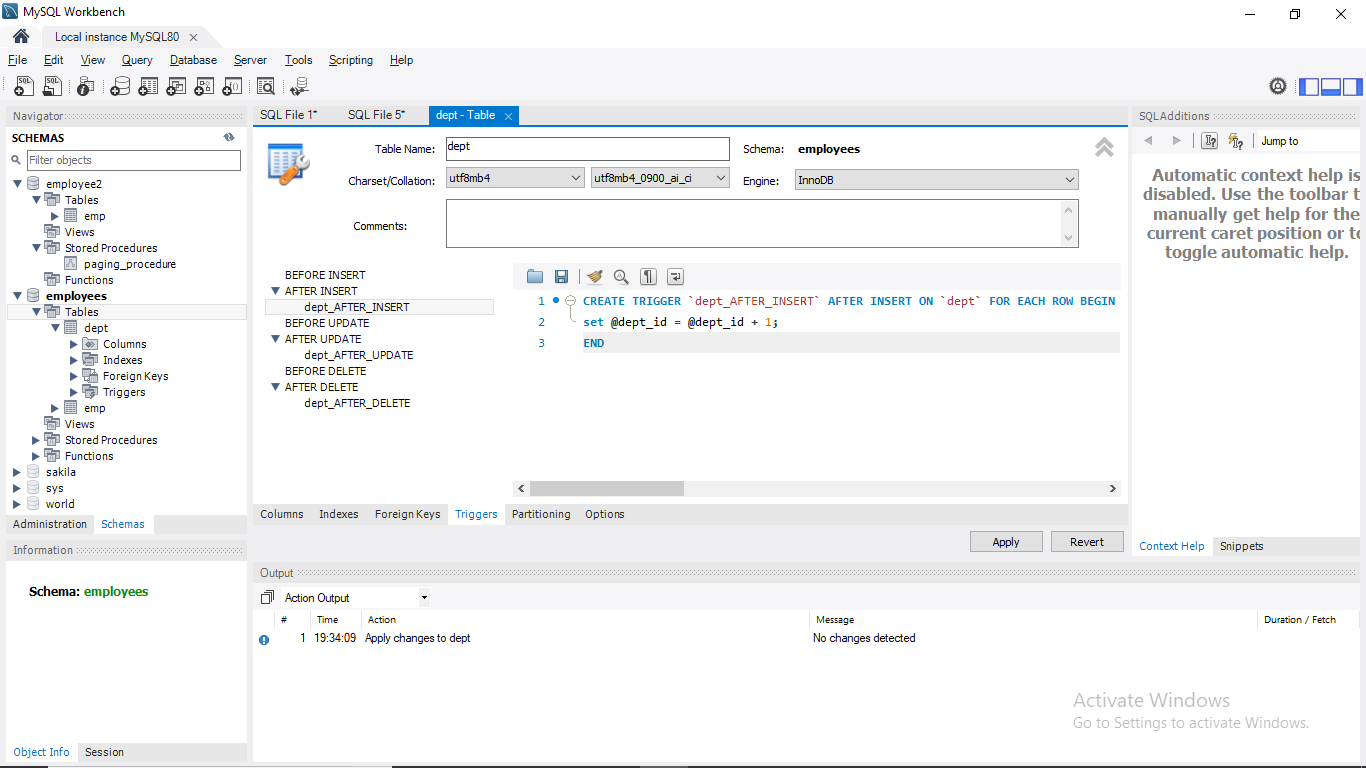 MySQL Workbench
Local instance MySQL80
File Edit View Query Database Server Tools Scripting Help
Navigator
SCHEMAS
Filter objects
employee2
Tables
emp
Views
Stored Procedures
paging_procedure
Functions
employees
Tables
dept
Columns
Indexes
Foreign Keys
Triggers
emp
Views
Stored Procedures
Functions
sakila
sys
world
Administration Schemas
Information
Schema: employees
Object Info Session
SQL File 1* SQL File 5* dept - Table
Table Name: dept Schema: employees
Charset/Collation: utf8mb4 utf8mb4_0900_ai_ci Engine: InnoDB
Comments:
BEFORE INSERT
AFTER INSERT
dept_AFTER_INSERT
BEFORE UPDATE
AFTER UPDATE
dept_AFTER_UPDATE
BEFORE DELETE
AFTER DELETE
dept_AFTER_DELETE
1 CREATE TRIGGER `dept_AFTER_INSERT` AFTER INSERT ON `dept` FOR EACH ROW BEGIN
2 set @dept_id = @dept_id + 1;
3 END
Columns Indexes Foreign Keys Triggers Partitioning Options
Apply Revert
Output
Action Output
# Time Action Message Duration / Fetch
1 19:34:09 Apply changes to dept No changes detected
SQLAdditions
Jump to
Automatic context help is
disabled. Use the toolbar t
manually get help for the
current caret position or to
toggle automatic help.
Context Help Snippets
Activate Windows
Go to Settings to activate Windows.